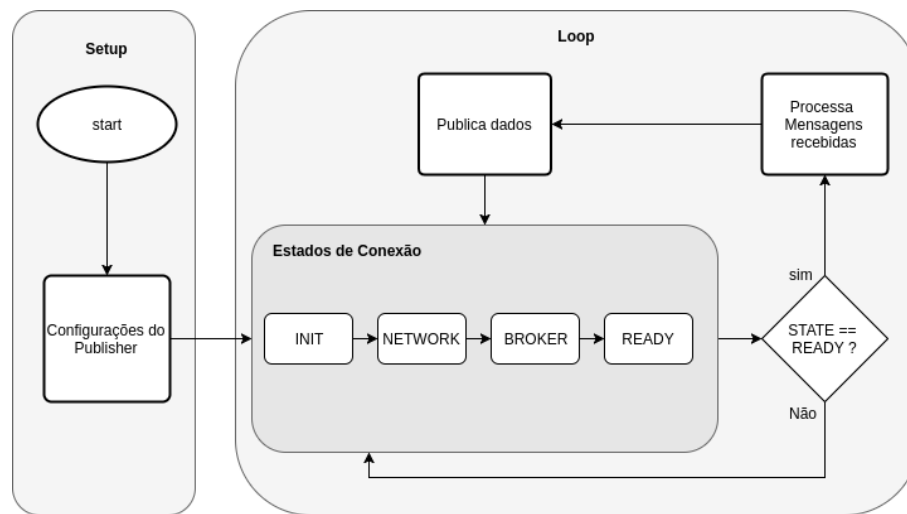 Setup
start
Configurações do
Publisher
Loop
Publica dados
Processa
Mensagens
recebidas
Estados de Conexão
INIT
NETWORK
BROKER
READY
sim
STATE ==
READY ?
Não